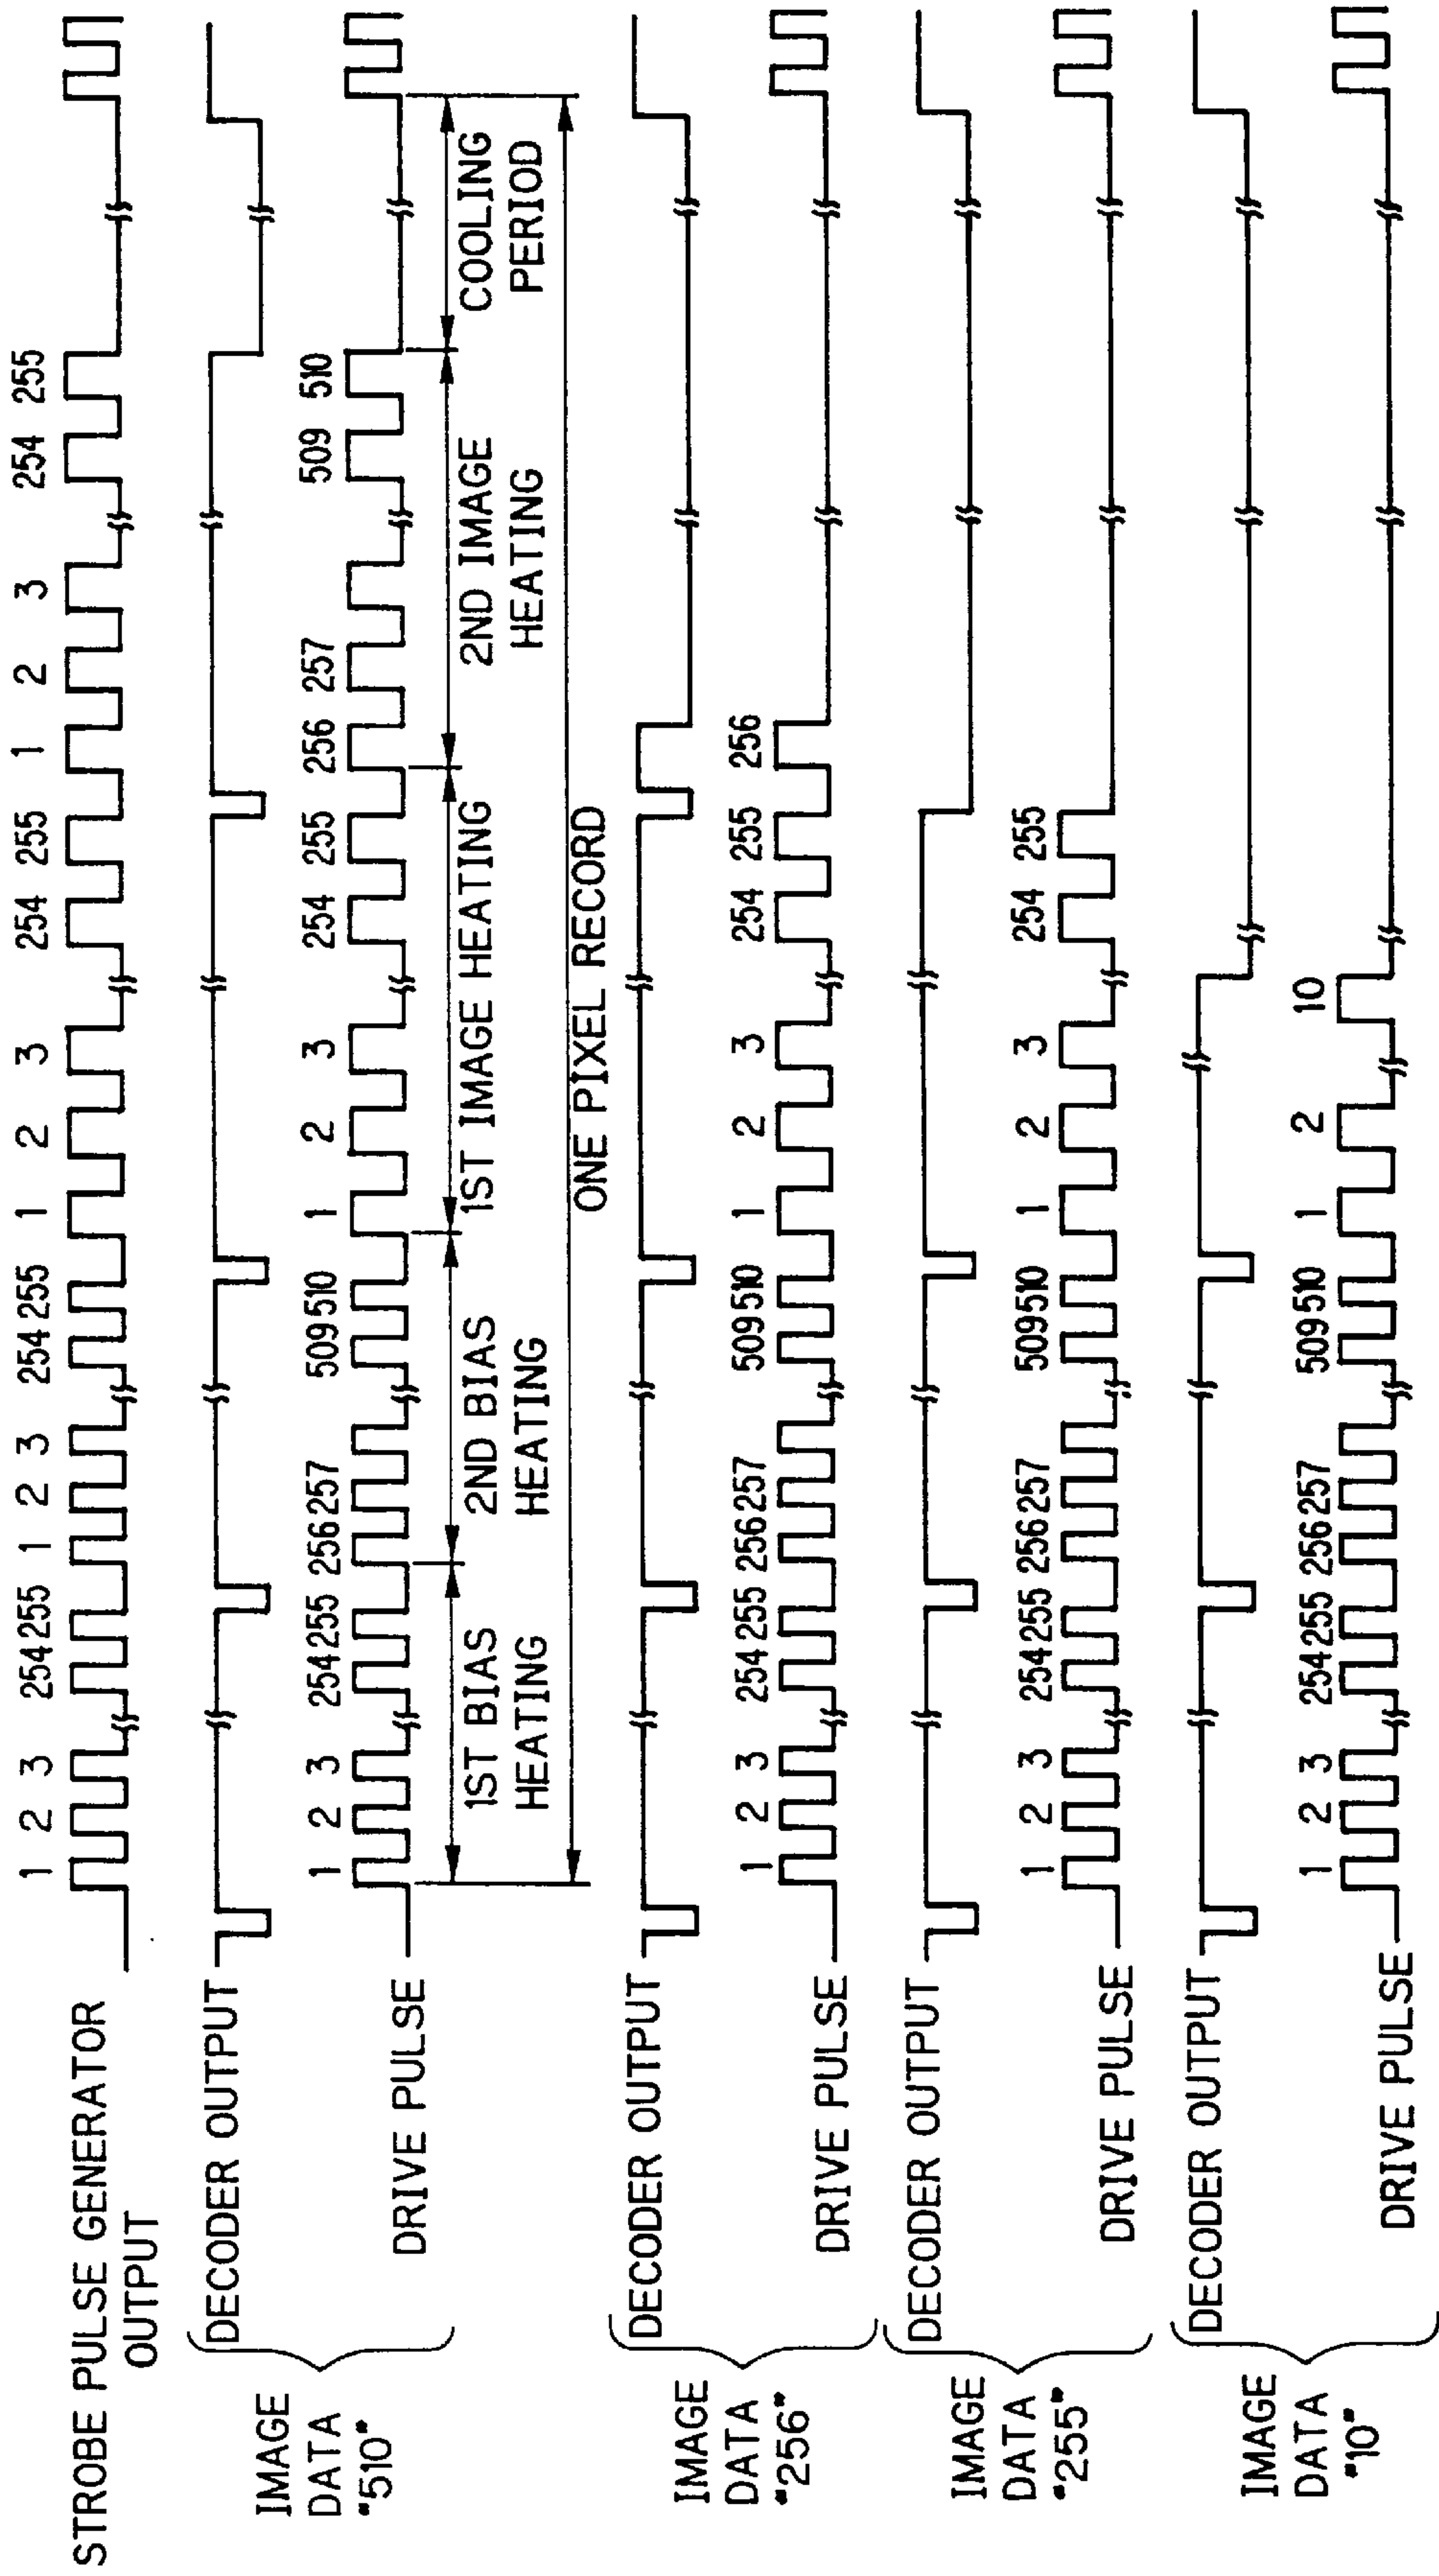 STROBE PULSE GENERATOR
OUTPUT
1 2 3 254 255 1 2 3 254 255 1 2 3 254 255 1 2 3 254 255
IMAGE
DATA
"510"
DECODER OUTPUT
DRIVE PULSE
1 2 3 254 255 256 257 509 510 1 2 3 254 255 256 257 509 510
1ST BIAS
HEATING
2ND BIAS
HEATING
1ST IMAGE HEATING
2ND IMAGE
HEATING
COOLING
PERIOD
ONE PIXEL RECORD
IMAGE
DATA
"256"
DECODER OUTPUT
DRIVE PULSE
1 2 3 254 255 256 257 509 510 1 2 3 254 255 256
IMAGE
DATA
"255"
DECODER OUTPUT
DRIVE PULSE
1 2 3 254 255 256 257 509 510 1 2 3 254 255
IMAGE
DATA
"10"
DECODER OUTPUT
DRIVE PULSE
1 2 3 254 255 256 257 509 510 1 2 10